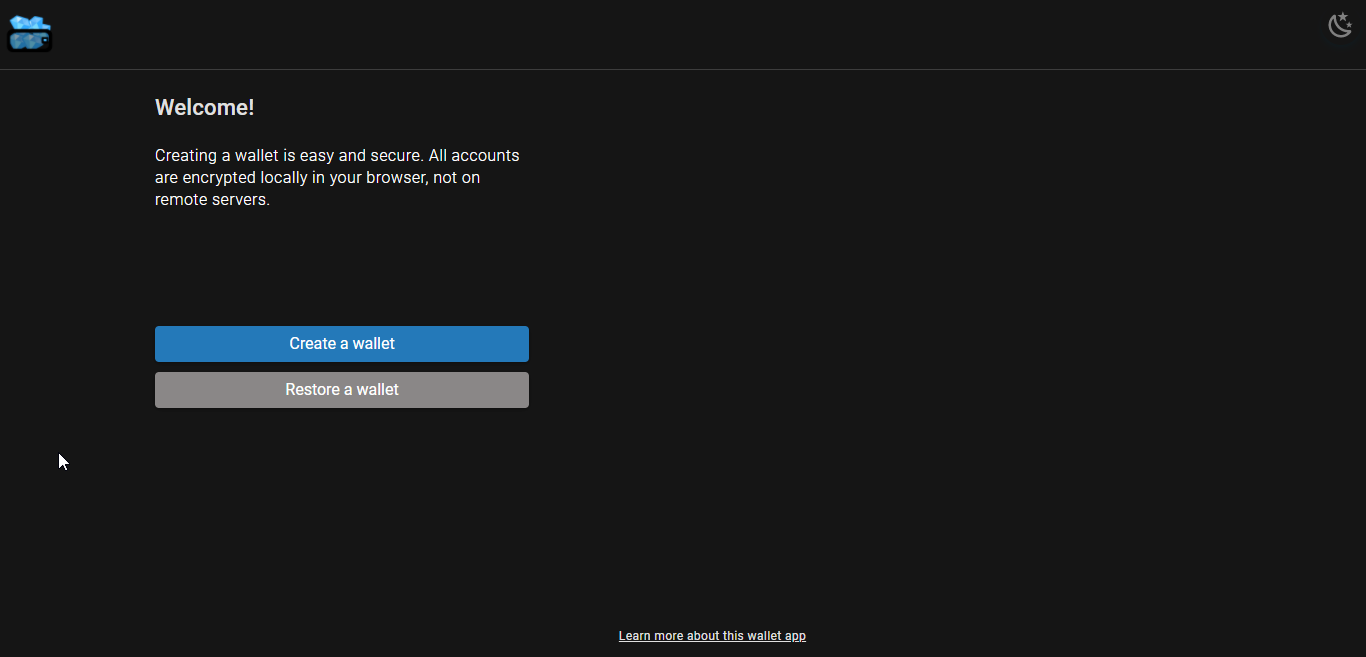 Welcome!
Creating a wallet is easy and secure. All accounts
are encrypted locally in your browser, not on
remote servers.
Create a wallet
Restore a wallet
Learn more about this wallet app